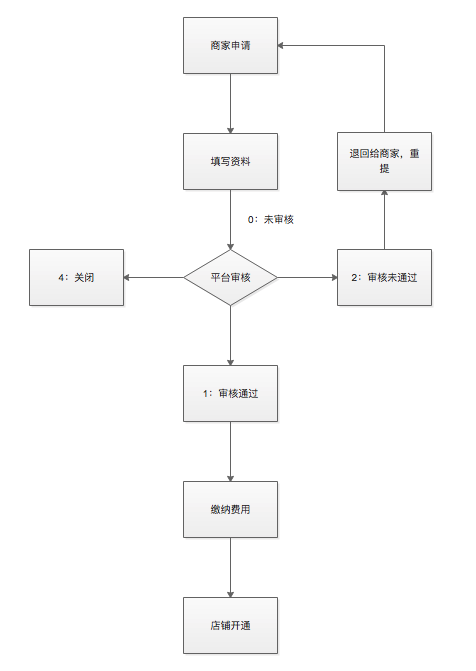 商家申请
填写资料
退回给商家，重
提
0：未审核
4：关闭
平台审核
2：审核未通过
1：审核通过
缴纳费用
店铺开通